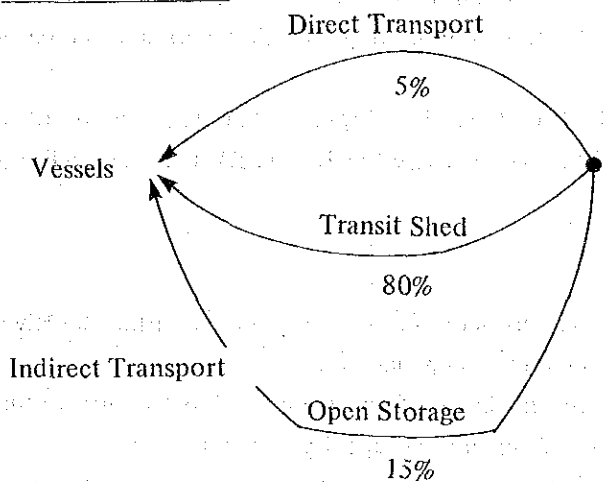 Direct Transport
5%
Vessels
Transit Shed
80%
Indirect Transport
Open Storage
15%